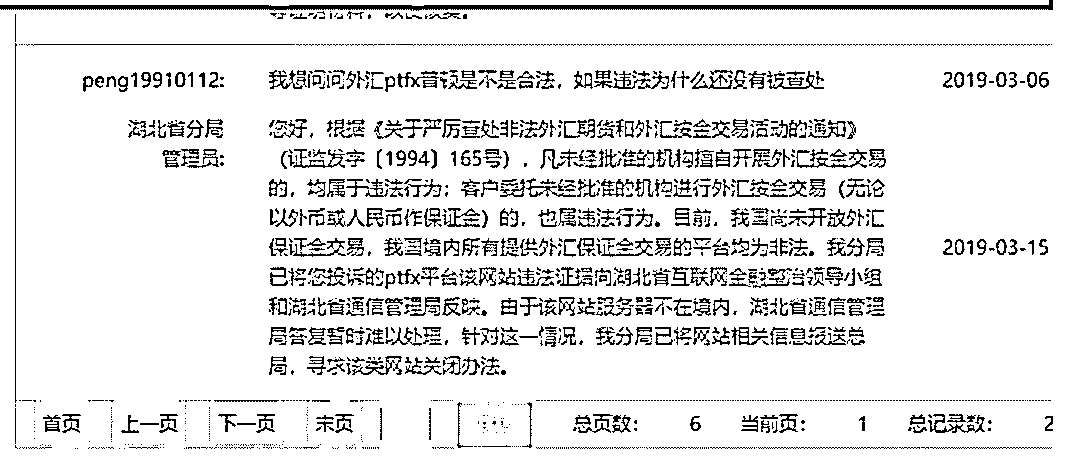 peng19910112: 我想问问外汇ptfx普顿是不是合法，如果违法为什么还没有被查处 2019-03-06
湖北省分局 您好，根据《关于严厉查处非法外汇期货和外汇按金交易活动的通知》
管理员: （证监发字〔1994〕165号），凡未经批准的机构擅自开展外汇按金交易
的，均属于违法行为；客户委托未经批准的机构进行外汇按金交易（无论
以外币或人民币作保证金）的，也属违法行为。目前，我国尚未开放外汇
保证金交易，我国境内所有提供外汇保证金交易的平台均为非法。我分局 2019-03-15
已将您投诉的ptfx平台该网站违法证据向湖北省互联网金融整治领导小组
和湖北省通信管理局反映。由于该网站服务器不在境内，湖北省通信管理
局答复暂时难以处理，针对这一情况，我分局已将网站相关信息报送总
局，寻求该类网站关闭办法。
首页 上一页 下一页 末页 总页数: 6 当前页: 1 总记录数: 2